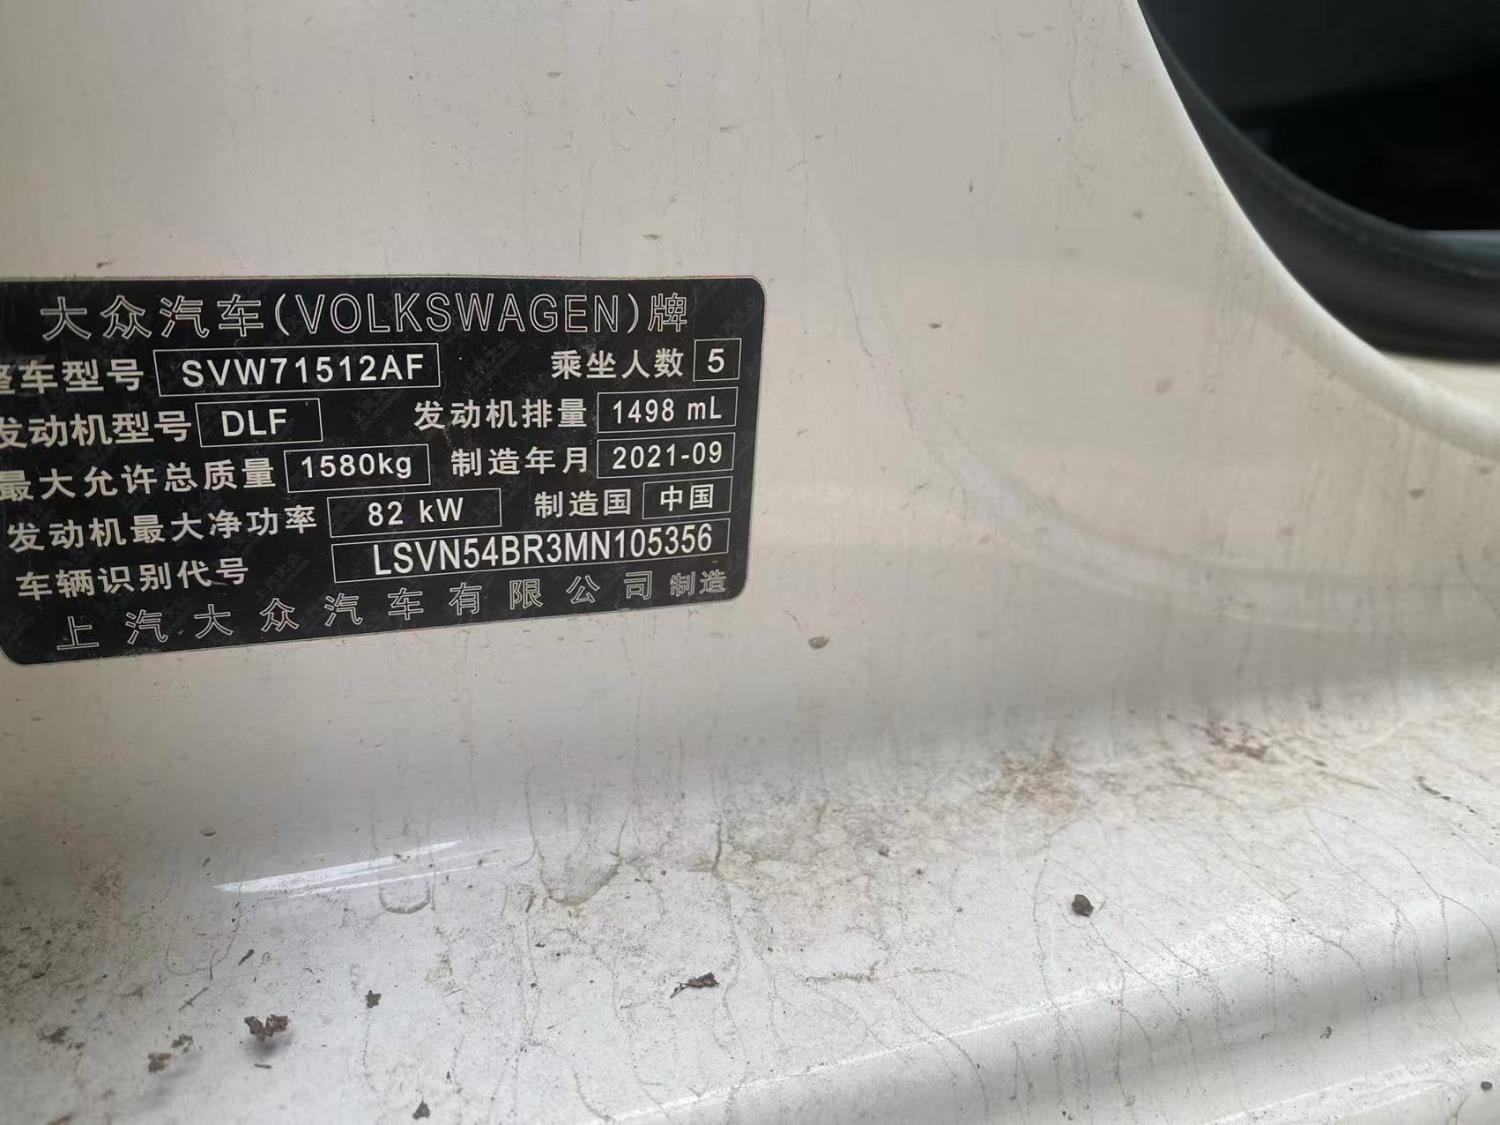 大众汽车(VOLKSWAGEN)牌
整车型号 SVW71512AF 乘坐人数 5
发动机型号 DLF 发动机排量 1498 mL
最大允许总质量 1580kg 制造年月 2021-09
发动机最大净功率 82 kW 制造国 中国
车辆识别代号 LSVN54BR3MN105356
上汽大众汽车有限公司 制造